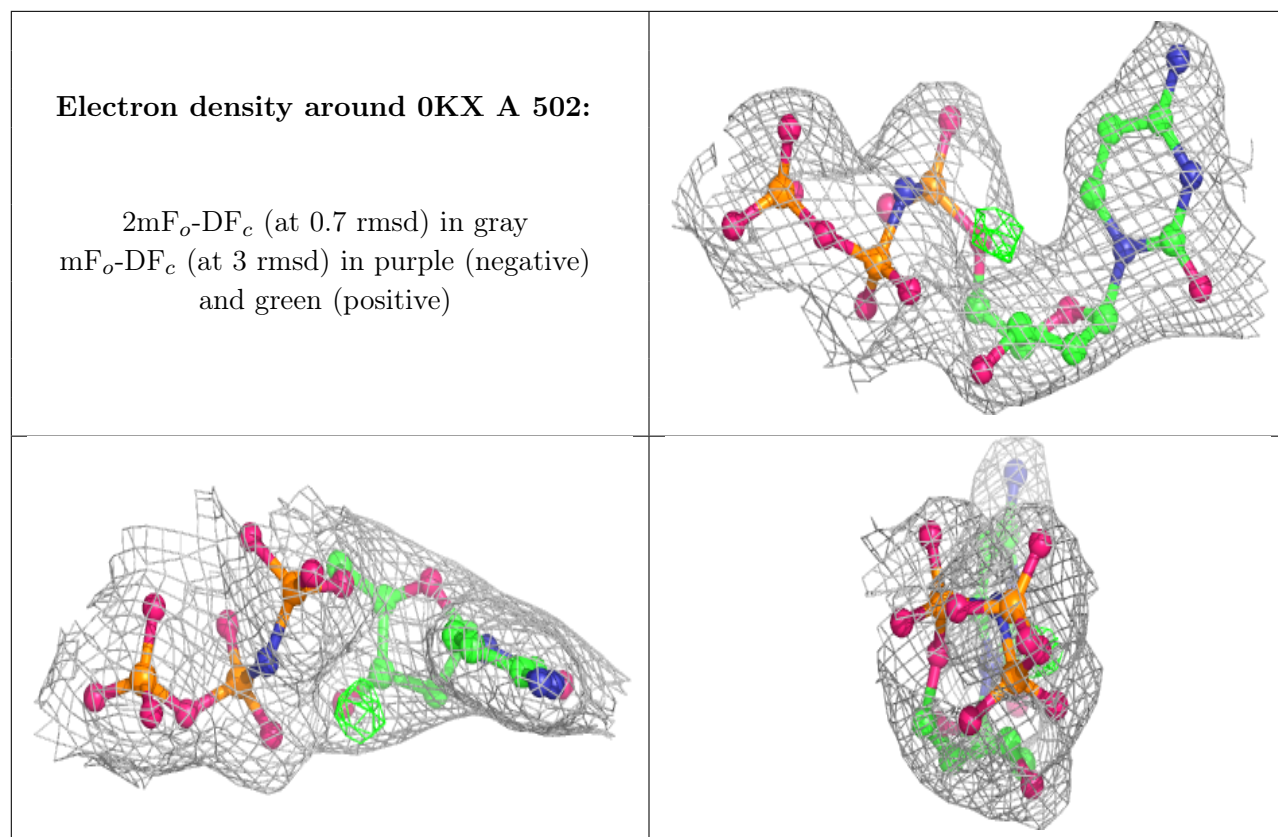 Electron density around 0KX A 502:
2mFo-DFc (at 0.7 rmsd) in gray
mFo-DFc (at 3 rmsd) in purple (negative)
and green (positive)